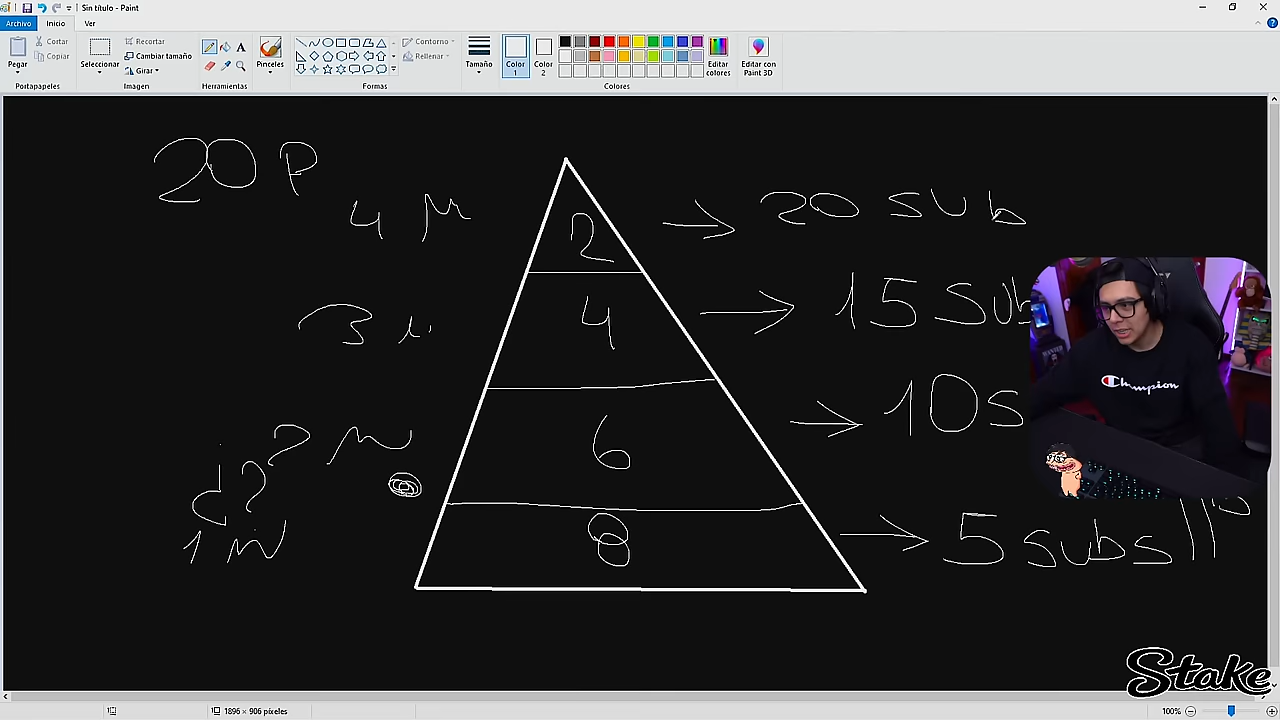 Sin título - Paint
Archivo Inicio Ver
Pegar
Cortar
Copiar
Portapapeles
Seleccionar
Recortar
Cambiar tamaño
Girar
Imagen
A
Herramientas
Pinceles
Formas
Contorno
Rellenar
Tamaño
Color 1
Color 2
Colores
Editar colores
Editar con Paint 3D
20 P
4 M
2 → 20 sub
3
4 → 15 sub
6 → 10 s
¿?
8 → 5 subs
Champion
Stake
1896 × 906 píxeles
100%